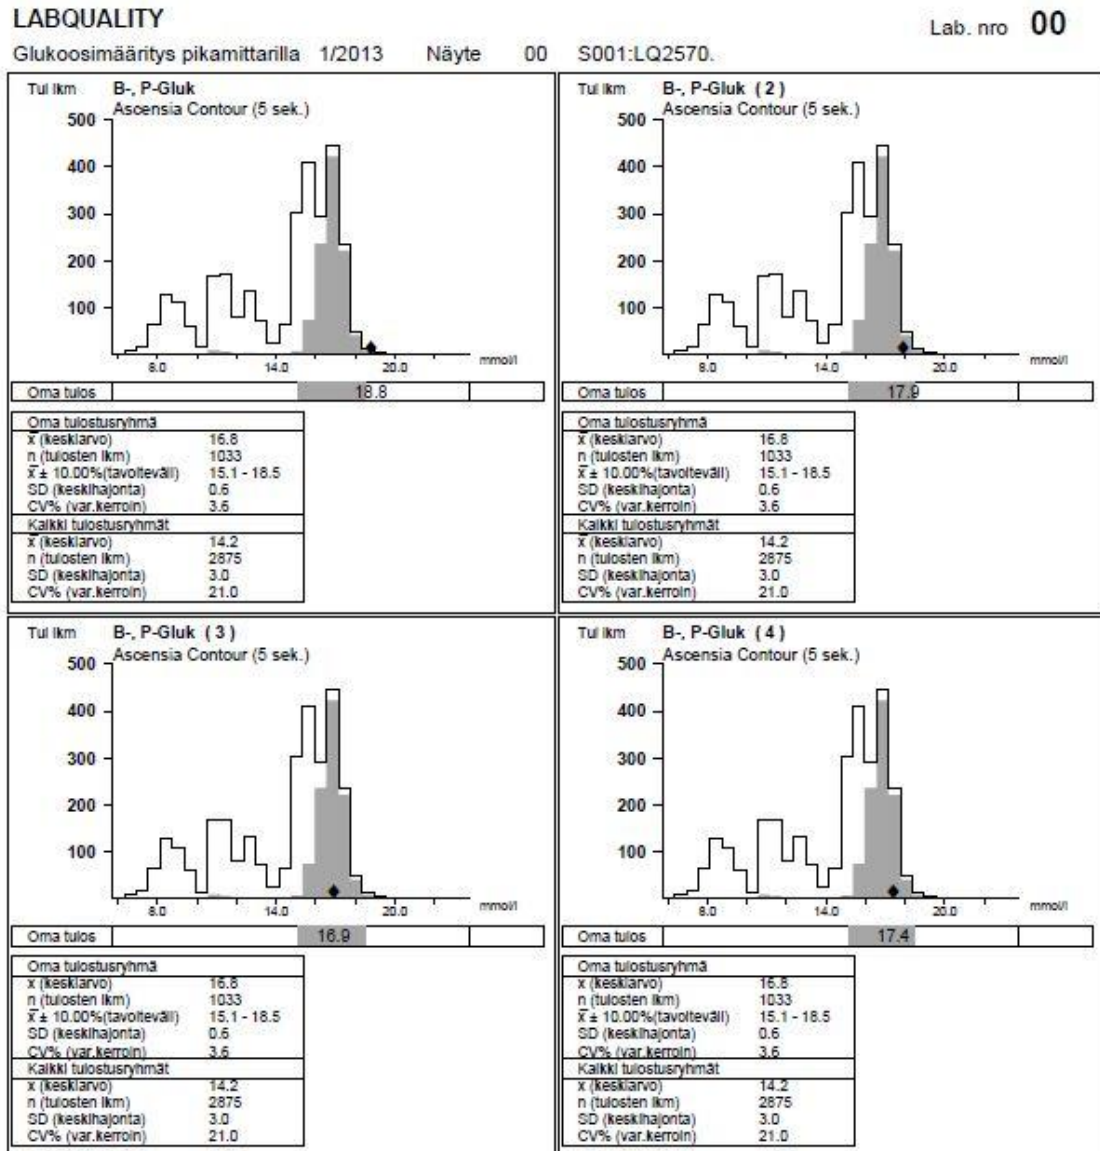 LABQUALITY
Lab. nro 00
Glukoosimääritys pikamittarilla 1/2013 Näyte 00 S001:LQ2570.
Tul lkm B-, P-Gluk
Ascensia Contour (5 sek.)
500
400
300
200
100
8.0 14.0 20.0 mmol/l
Oma tulos 18.8
Oma tulostusryhmä
x̅ (keskiarvo) 16.8
n (tulosten lkm) 1033
x̅ ± 10.00%(tavoiteväli) 15.1 - 18.5
SD (keskihajonta) 0.6
CV% (var.kerroin) 3.6
Kaikki tulostusryhmät
x̅ (keskiarvo) 14.2
n (tulosten lkm) 2875
SD (keskihajonta) 3.0
CV% (var.kerroin) 21.0
Tul lkm B-, P-Gluk ( 2 )
Ascensia Contour (5 sek.)
500
400
300
200
100
8.0 14.0 20.0 mmol/l
Oma tulos 17.9
Oma tulostusryhmä
x̅ (keskiarvo) 16.8
n (tulosten lkm) 1033
x̅ ± 10.00%(tavoiteväli) 15.1 - 18.5
SD (keskihajonta) 0.6
CV% (var.kerroin) 3.6
Kaikki tulostusryhmät
x̅ (keskiarvo) 14.2
n (tulosten lkm) 2875
SD (keskihajonta) 3.0
CV% (var.kerroin) 21.0
Tul lkm B-, P-Gluk ( 3 )
Ascensia Contour (5 sek.)
500
400
300
200
100
8.0 14.0 20.0 mmol/l
Oma tulos 16.9
Oma tulostusryhmä
x̅ (keskiarvo) 16.8
n (tulosten lkm) 1033
x̅ ± 10.00%(tavoiteväli) 15.1 - 18.5
SD (keskihajonta) 0.6
CV% (var.kerroin) 3.6
Kaikki tulostusryhmät
x̅ (keskiarvo) 14.2
n (tulosten lkm) 2875
SD (keskihajonta) 3.0
CV% (var.kerroin) 21.0
Tul lkm B-, P-Gluk ( 4 )
Ascensia Contour (5 sek.)
500
400
300
200
100
8.0 14.0 20.0 mmol/l
Oma tulos 17.4
Oma tulostusryhmä
x̅ (keskiarvo) 16.8
n (tulosten lkm) 1033
x̅ ± 10.00%(tavoiteväli) 15.1 - 18.5
SD (keskihajonta) 0.6
CV% (var.kerroin) 3.6
Kaikki tulostusryhmät
x̅ (keskiarvo) 14.2
n (tulosten lkm) 2875
SD (keskihajonta) 3.0
CV% (var.kerroin) 21.0